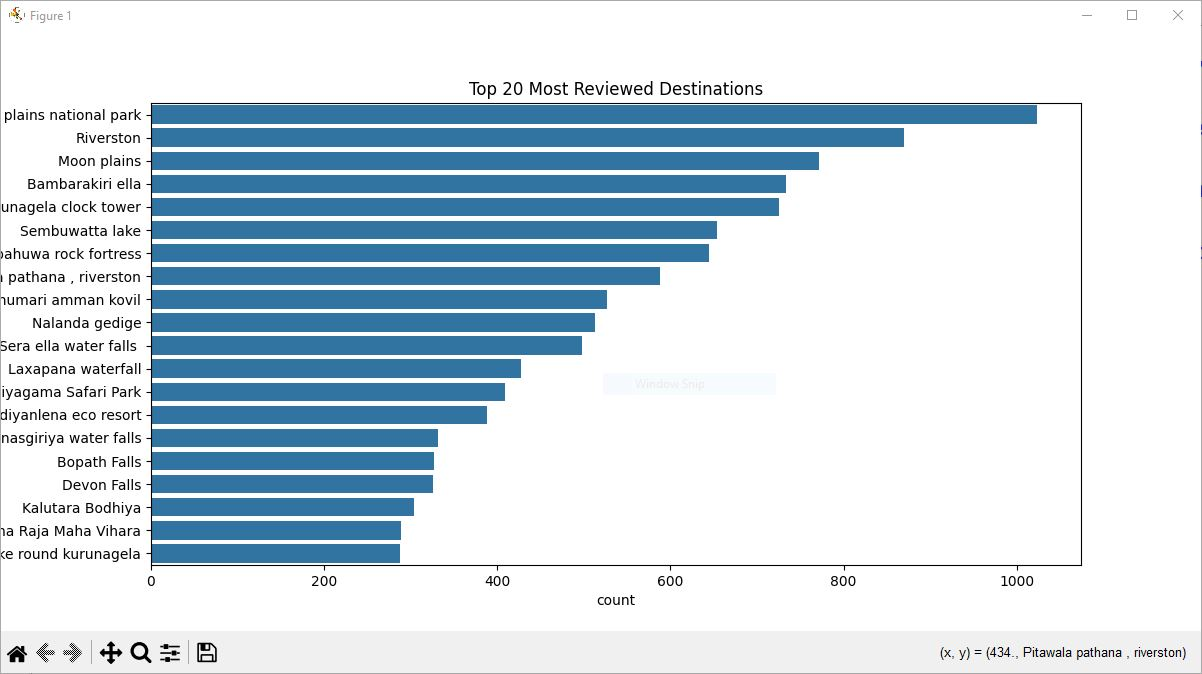 Figure 1
Top 20 Most Reviewed Destinations
plains national park
Riverston
Moon plains
Bambarakiri ella
unagela clock tower
Sembuwatta lake
pahuwa rock fortress
pathana , riverston
humari amman kovil
Nalanda gedige
Sera ella water falls
Laxapana waterfall
iyagama Safari Park
diyanlena eco resort
nasgiriya water falls
Bopath Falls
Devon Falls
Kalutara Bodhiya
na Raja Maha Vihara
ke round kurunagela
0 200 400 600 800 1000
count
Window Snip
(x, y) = (434., Pitawala pathana , riverston)